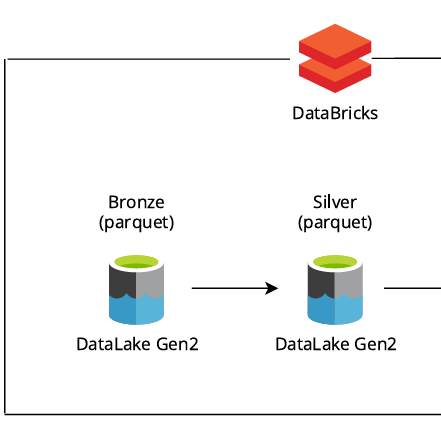 DataBricks
Bronze
(parquet)
Silver
(parquet)
DataLake Gen2
DataLake Gen2